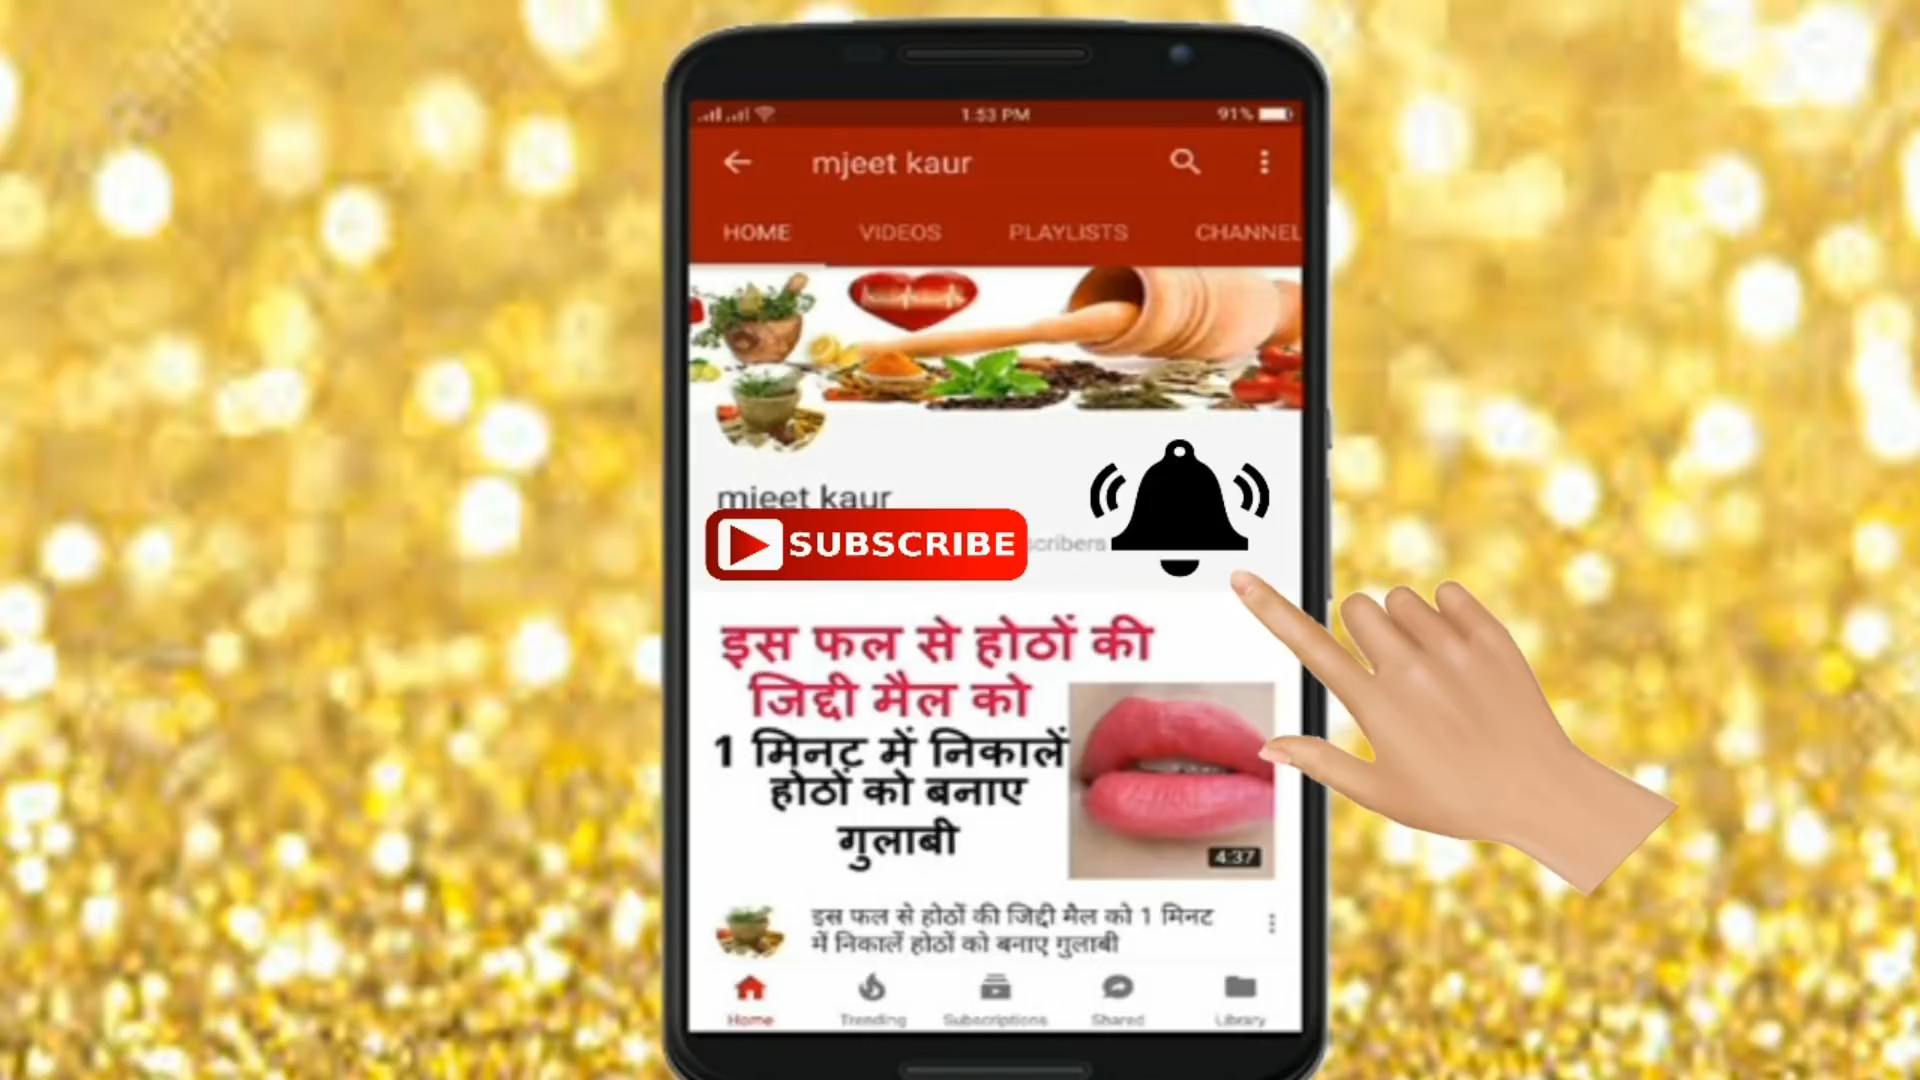 1:53 PM
91%
mjeet kaur
HOME VIDEOS PLAYLISTS CHANNEL
mjeet kaur
SUBSCRIBE scribers
इस फल से होठों की
जिद्दी मैल को
1 मिनट में निकालें
होठों को बनाए
गुलाबी
4:37
इस फल से होठों की जिद्दी मैल को 1 मिनट
में निकालें होठों को बनाए गुलाबी
Home Trending Subscriptions Shared Library